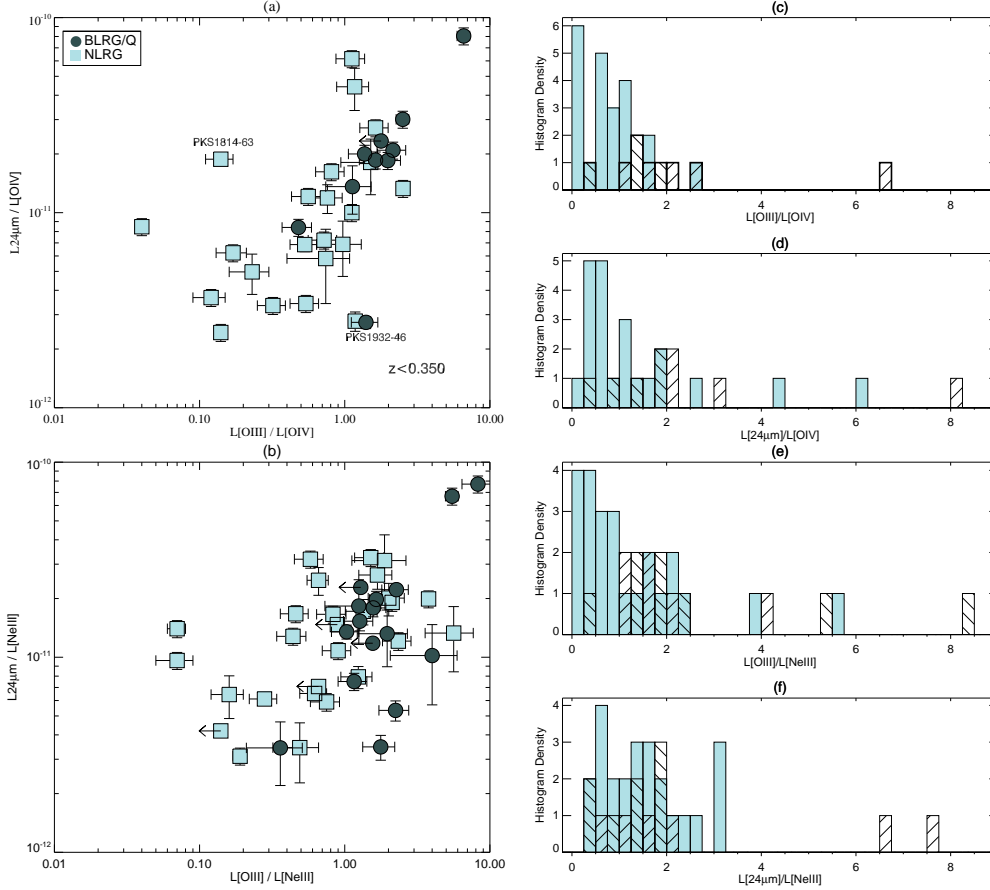 (a)
10⁻¹⁰
BLRG/Q
NLRG
PKS1814-63
10⁻¹¹
L24μm / L[OIV]
PKS1932-46
z<0.350
10⁻¹²
0.01 0.10 1.00 10.00
L[OIII] / L[OIV]
(b)
10⁻¹⁰
10⁻¹¹
L24μm / L[NeIII]
10⁻¹²
0.01 0.10 1.00 10.00
L[OIII] / L[NeIII]
(c)
Histogram Density
6
5
4
3
2
1
0
0 2 4 6 8
L[OIII]/L[OIV]
(d)
Histogram Density
5
4
3
2
1
0
0 2 4 6 8
L[24μm]/L[OIV]
(e)
Histogram Density
4
3
2
1
0
0 2 4 6 8
L[OIII]/L[NeIII]
(f)
Histogram Density
4
3
2
1
0
0 2 4 6 8
L[24μm]/L[NeIII]